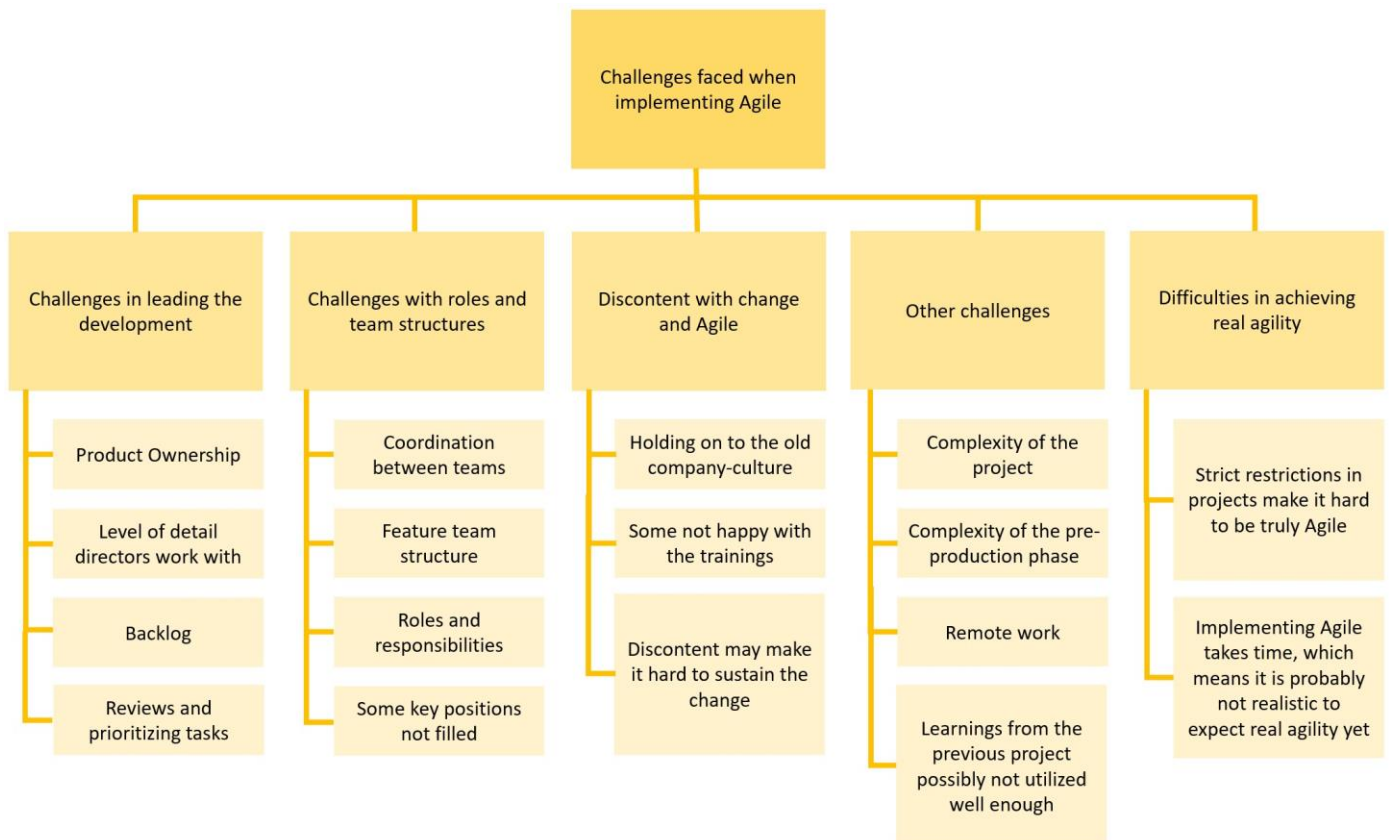 Challenges faced when
implementing Agile
Challenges in leading the
development
Product Ownership
Level of detail
directors work with
Backlog
Reviews and
prioritizing tasks
Challenges with roles and
team structures
Coordination
between teams
Feature team
structure
Roles and
responsibilities
Some key positions
not filled
Discontent with change
and Agile
Holding on to the old
company-culture
Some not happy with
the trainings
Discontent may make
it hard to sustain the
change
Other challenges
Complexity of the
project
Complexity of the pre-
production phase
Remote work
Learnings from the
previous project
possibly not utilized
well enough
Difficulties in achieving
real agility
Strict restrictions in
projects make it hard
to be truly Agile
Implementing Agile
takes time, which
means it is probably
not realistic to
expect real agility yet